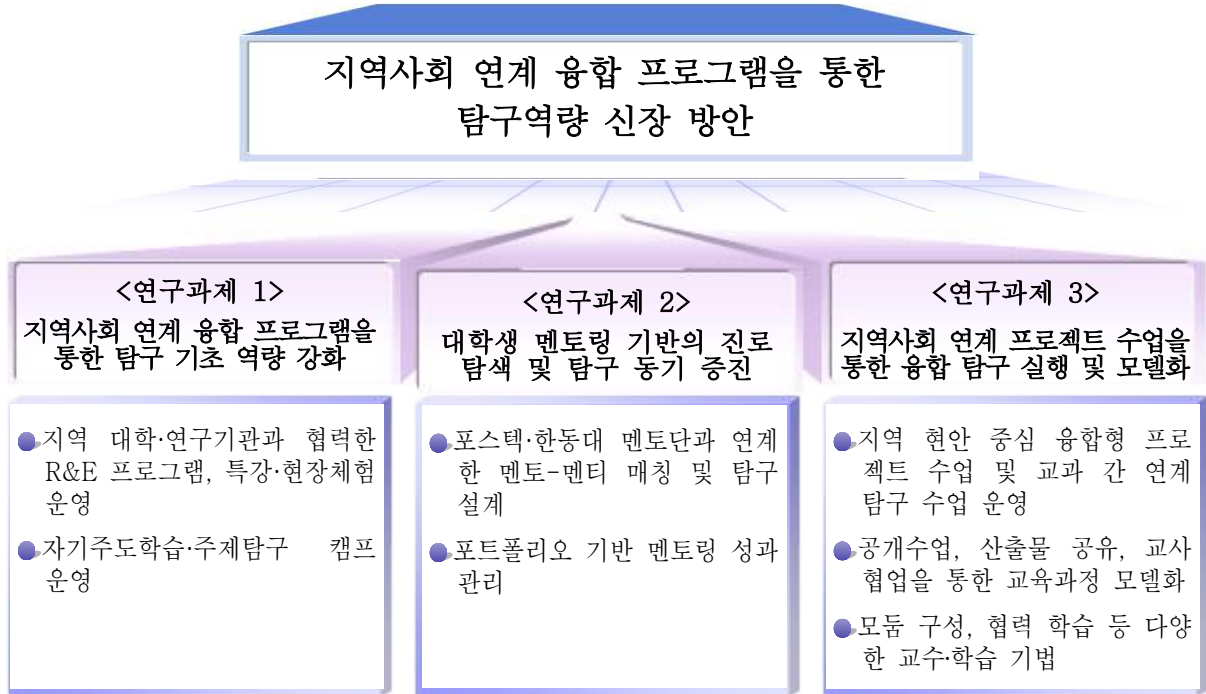 지역사회 연계 융합 프로그램을 통한
탐구역량 신장 방안
<연구과제 1>
지역사회 연계 융합 프로그램을
통한 탐구 기초 역량 강화
지역 대학·연구기관과 협력한
R&E 프로그램, 특강·현장체험
운영
자기주도학습·주제탐구 캠프
운영
<연구과제 2>
대학생 멘토링 기반의 진로
탐색 및 탐구 동기 증진
포스텍·한동대 멘토단과 연계
한 멘토-멘티 매칭 및 탐구
설계
포트폴리오 기반 멘토링 성과
관리
<연구과제 3>
지역사회 연계 프로젝트 수업을
통한 융합 탐구 실행 및 모델화
지역 현안 중심 융합형 프로
젝트 수업 및 교과 간 연계
탐구 수업 운영
공개수업, 산출물 공유, 교사
협업을 통한 교육과정 모델화
모둠 구성, 협력 학습 등 다양
한 교수·학습 기법